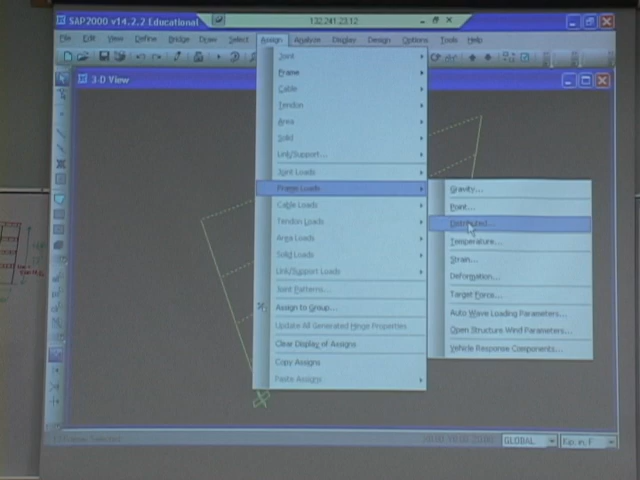 SAP2000 v14.2.2 Educational
132.241.23.12
File Edit View Define Bridge Draw Select Assign Analyze Display Design Options Tools Help
3-D View
Joint
Frame
Cable
Tendon
Area
Solid
Link/Support...
Joint Loads
Frame Loads
Cable Loads
Tendon Loads
Area Loads
Solid Loads
Link/Support Loads
Joint Patterns...
Assign to Group...
Update All Generated Hinge Properties
Clear Display of Assigns
Copy Assigns
Paste Assigns
Gravity...
Point...
Distributed...
Temperature...
Strain...
Deformation...
Target Force...
Auto Wave Loading Parameters...
Open Structure Wind Parameters...
Vehicle Response Components...
GLOBAL
Kip, in, F